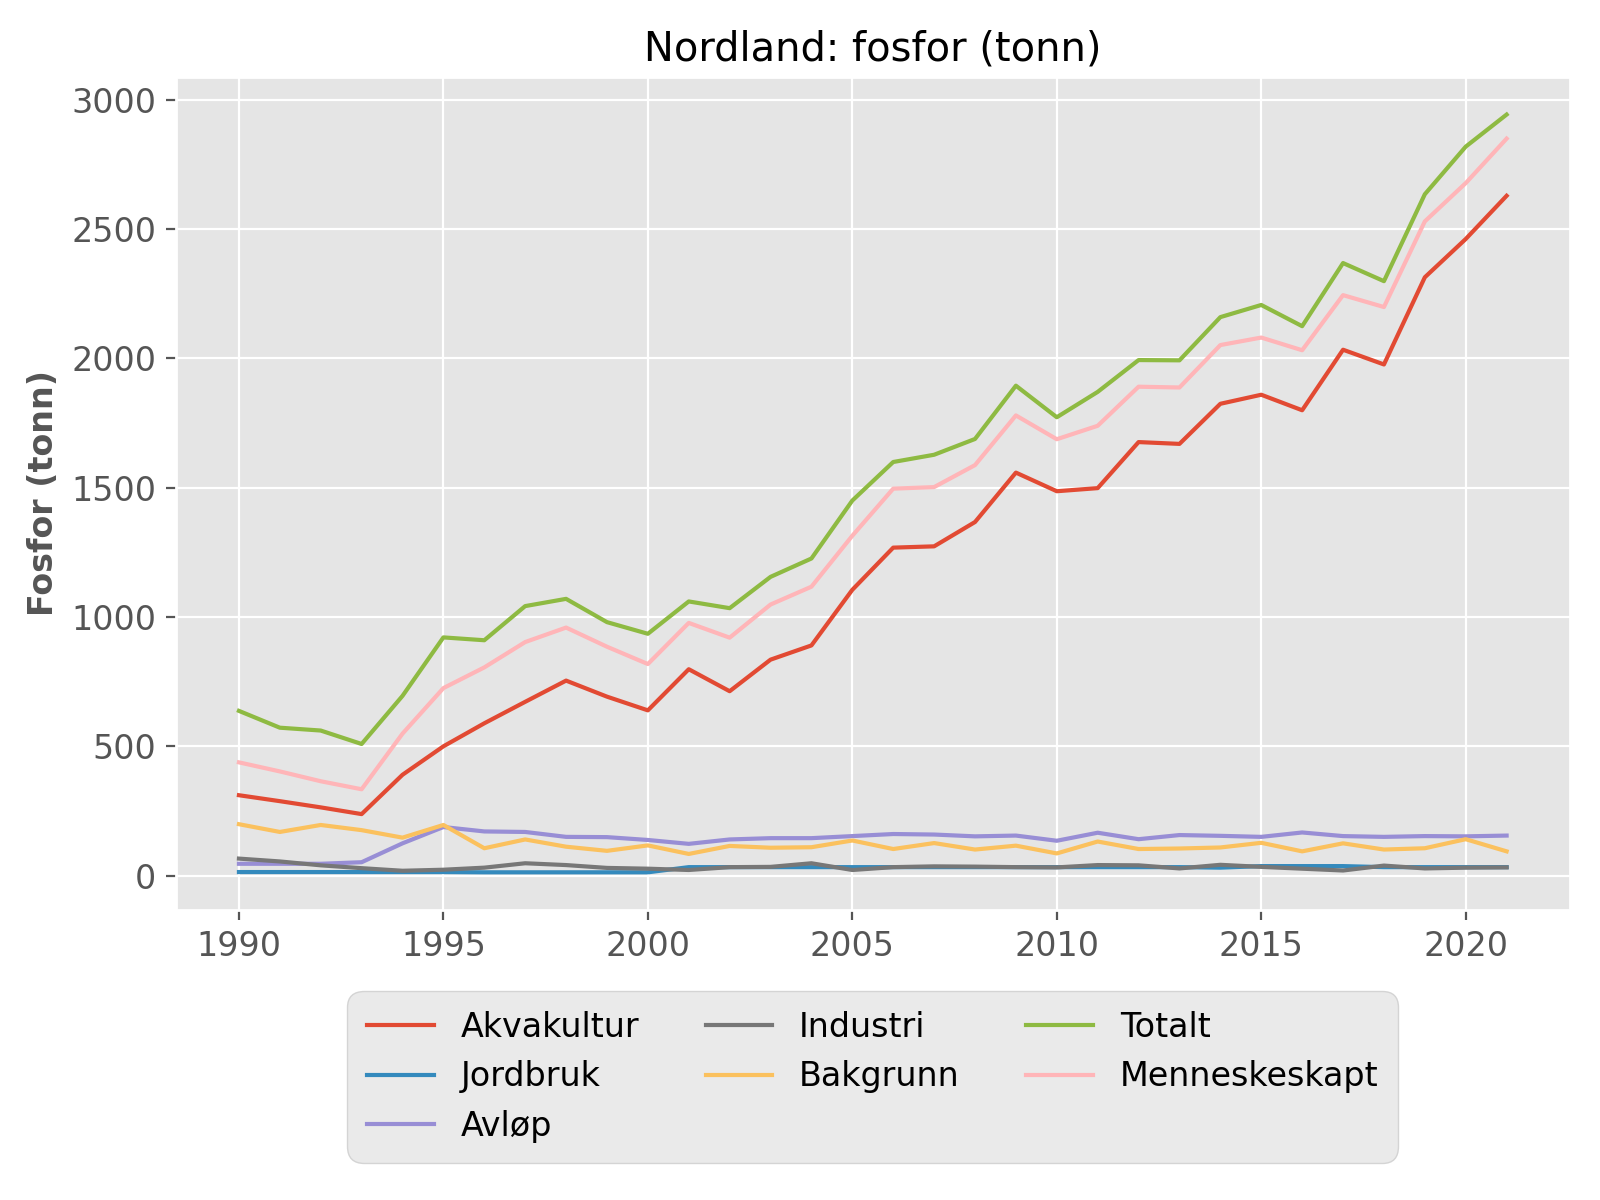 Nordland: fosfor (tonn)
Fosfor (tonn)
3000
2500
2000
1500
1000
500
0
1990 1995 2000 2005 2010 2015 2020
Akvakultur Industri Totalt
Jordbruk Bakgrunn Menneskeskapt
Avløp